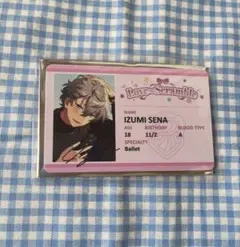 NAME
IZUMI SENA
AGE BIRTHDAY BLOOD TYPE
18 11/2 A
SPECIALTY
Ballet